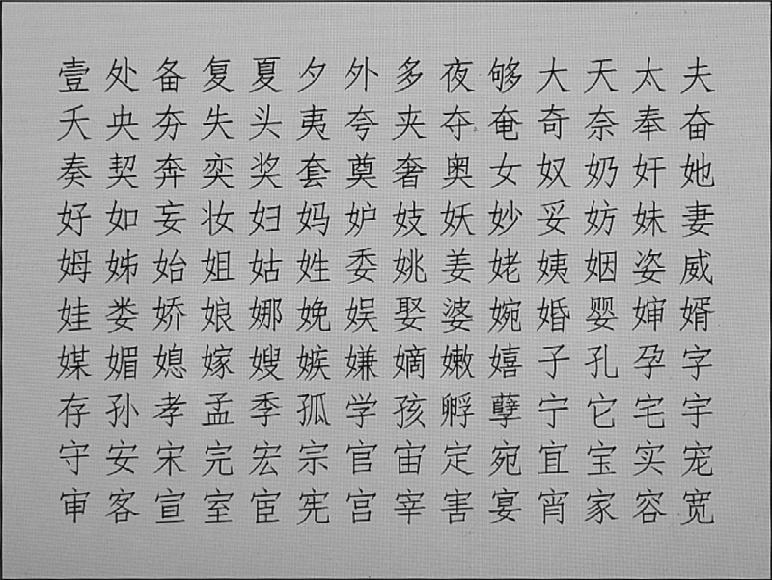 壹处备复夏夕外多夜够大天太夫
夭央夯失头夷夸夹夺奄奇奈奉奋
奏契奔奕奖套奠奢奥女奴奶奸她
好如妄妆妇妈妒妓妖妙妥妨妹妻
姆姊始姐姑姓委姚姜姥姨姻姿威
娃娄娇娘娜娩娱娶婆婉婚婴婶婿
媒媚媳嫁嫂嫉嫌嫡嫩嬉子孔孕字
存孙孝孟季孤学孩孵孽宁它宅宇
守安宋完宏宗官宙定宛宜宝实宠
审客宣室宦宪宫宰害宴宵家容宽